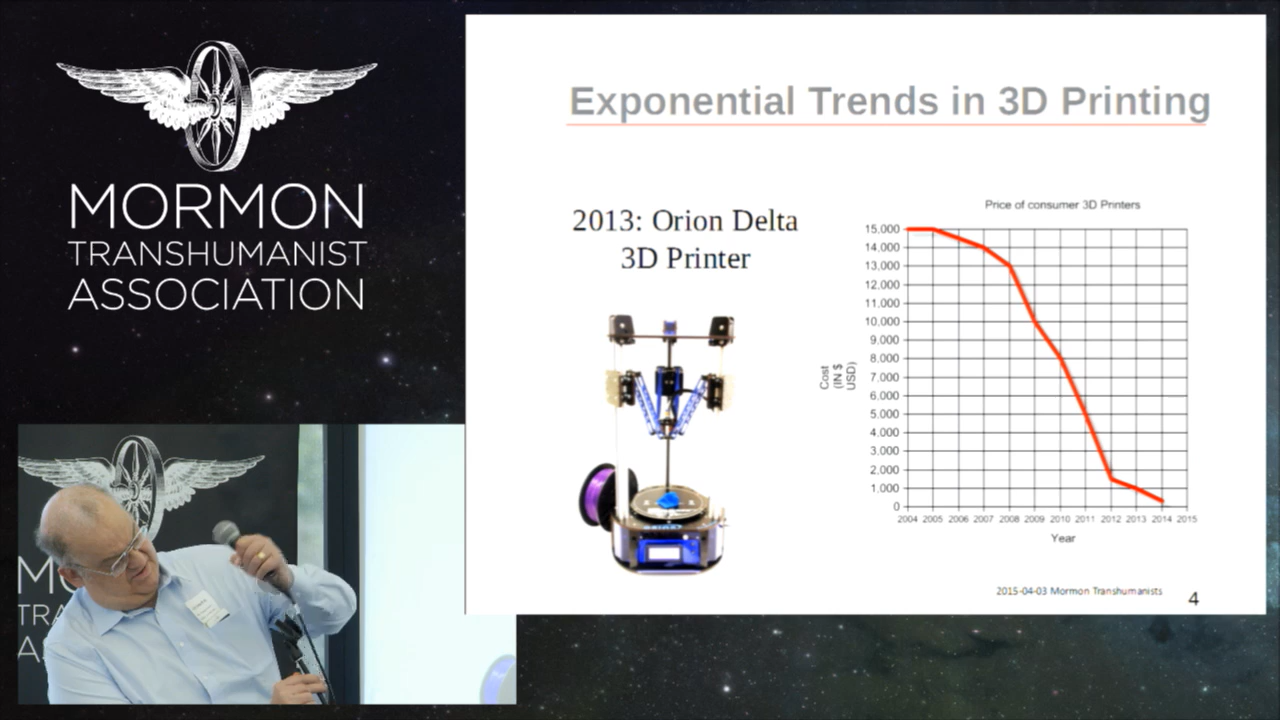 MORMON
TRANSHUMANIST
ASSOCIATION
Exponential Trends in 3D Printing
2013: Orion Delta
3D Printer
Price of consumer 3D Printers
15,000
14,000
13,000
12,000
11,000
10,000
9,000
8,000
7,000
6,000
5,000
4,000
3,000
2,000
1,000
0
Cost
(IN $
USD)
2004 2005 2006 2007 2008 2009 2010 2011 2012 2013 2014 2015
Year
2015-04-03 Mormon Transhumanists
4
M
TRA
A